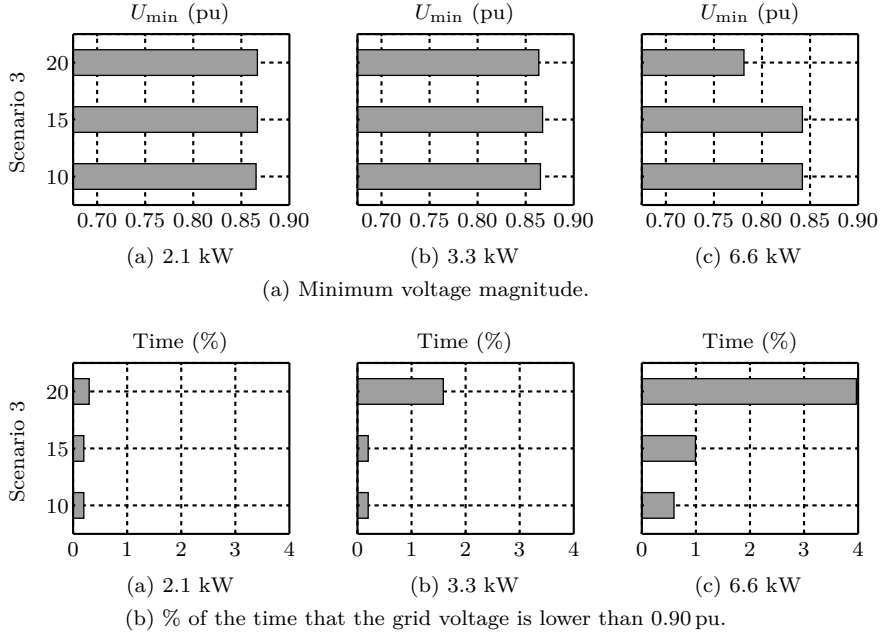 U_min (pu) U_min (pu) U_min (pu)
Scenario 3
20
15
10
0.70 0.75 0.80 0.85 0.90 0.70 0.75 0.80 0.85 0.90 0.70 0.75 0.80 0.85 0.90
(a) 2.1 kW (b) 3.3 kW (c) 6.6 kW
(a) Minimum voltage magnitude.
Time (%) Time (%) Time (%)
Scenario 3
20
15
10
0 1 2 3 4 0 1 2 3 4 0 1 2 3 4
(a) 2.1 kW (b) 3.3 kW (c) 6.6 kW
(b) % of the time that the grid voltage is lower than 0.90 pu.